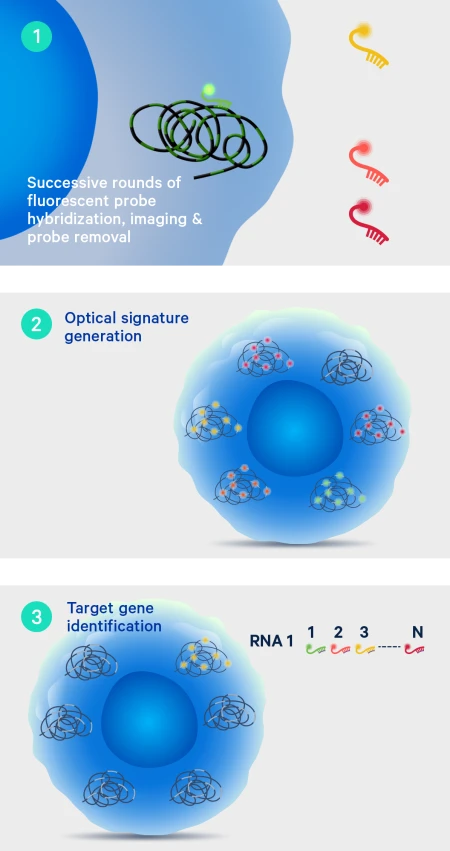 1
Successive rounds of
fluorescent probe
hybridization, imaging &
probe removal
2
Optical signature
generation
3
Target gene
identification
RNA 1
1 2 3 N